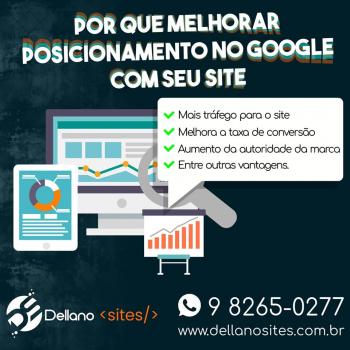 POR QUE MELHORAR
POSICIONAMENTO NO GOOGLE
COM SEU SITE
Mais tráfego para o site
Melhora a taxa de conversão
Aumento da autoridade da marca
Entre outras vantagens.
Dellano <sites/>
9 8265-0277
www.dellanosites.com.br